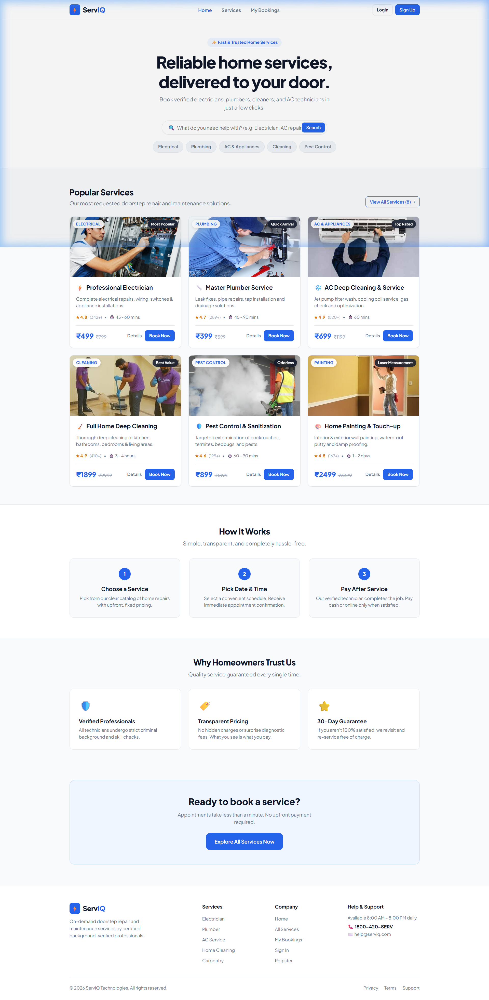 ServIQ
Home Services My Bookings
Login Sign Up
✨ Fast & Trusted Home Services
Reliable home services,
delivered to your door.
Book verified electricians, plumbers, cleaners, and AC technicians in
just a few clicks.
What do you need help with? (e.g. Electrician, AC repair
Search
Electrical Plumbing AC & Appliances Cleaning Pest Control
Popular Services
Our most requested doorstep repair and maintenance solutions.
View All Services (8) →
ELECTRICAL Most Popular
Professional Electrician
Complete electrical repairs, wiring, switches &
appliance installations.
★ 4.8 (342+) • 45 - 60 mins
₹499 ₹799 Details Book Now
PLUMBING Quick Arrival
Master Plumber Service
Leak fixes, pipe repairs, tap installation and
drainage solutions.
★ 4.7 (289+) • 45 - 90 mins
₹399 ₹599 Details Book Now
AC & APPLIANCES Top Rated
AC Deep Cleaning & Service
Jet pump filter wash, cooling coil service, gas
check and optimization.
★ 4.9 (520+) • 60 mins
₹699 ₹1199 Details Book Now
CLEANING Best Value
Full Home Deep Cleaning
Thorough deep cleaning of kitchen,
bathrooms, bedrooms & living areas.
★ 4.9 (410+) • 3 - 4 hours
₹1899 ₹2999 Details Book Now
PEST CONTROL Odorless
Pest Control & Sanitization
Targeted extermination of cockroaches,
termites, bedbugs, and pests.
★ 4.6 (195+) • 60 - 90 mins
₹899 ₹1399 Details Book Now
PAINTING Laser Measurement
Home Painting & Touch-up
Interior & exterior wall painting, waterproof
putty and damp proofing.
★ 4.8 (167+) • 1 - 2 days
₹2499 ₹3499 Details Book Now
How It Works
Simple, transparent, and completely hassle-free.
1
Choose a Service
Pick from our clear catalog of home repairs
with upfront, fixed pricing.
2
Pick Date & Time
Select a convenient schedule. Receive
immediate appointment confirmation.
3
Pay After Service
Our verified technician completes the job. Pay
cash or online only when satisfied.
Why Homeowners Trust Us
Quality service guaranteed every single time.
Verified Professionals
All technicians undergo strict criminal
background and skill checks.
Transparent Pricing
No hidden charges or surprise diagnostic
fees. What you see is what you pay.
30-Day Guarantee
If you aren't 100% satisfied, we revisit and
re-service free of charge.
Ready to book a service?
Appointments take less than a minute. No upfront payment
required.
Explore All Services Now
ServIQ
On-demand doorstep repair and
maintenance services by certified
background-verified professionals.
Services
Electrician
Plumber
AC Service
Home Cleaning
Carpentry
Company
Home
All Services
My Bookings
Sign In
Register
Help & Support
Available 8:00 AM – 8:00 PM daily
1800-420-SERV
help@serviq.com
© 2026 ServIQ Technologies. All rights reserved.
Privacy Terms Support